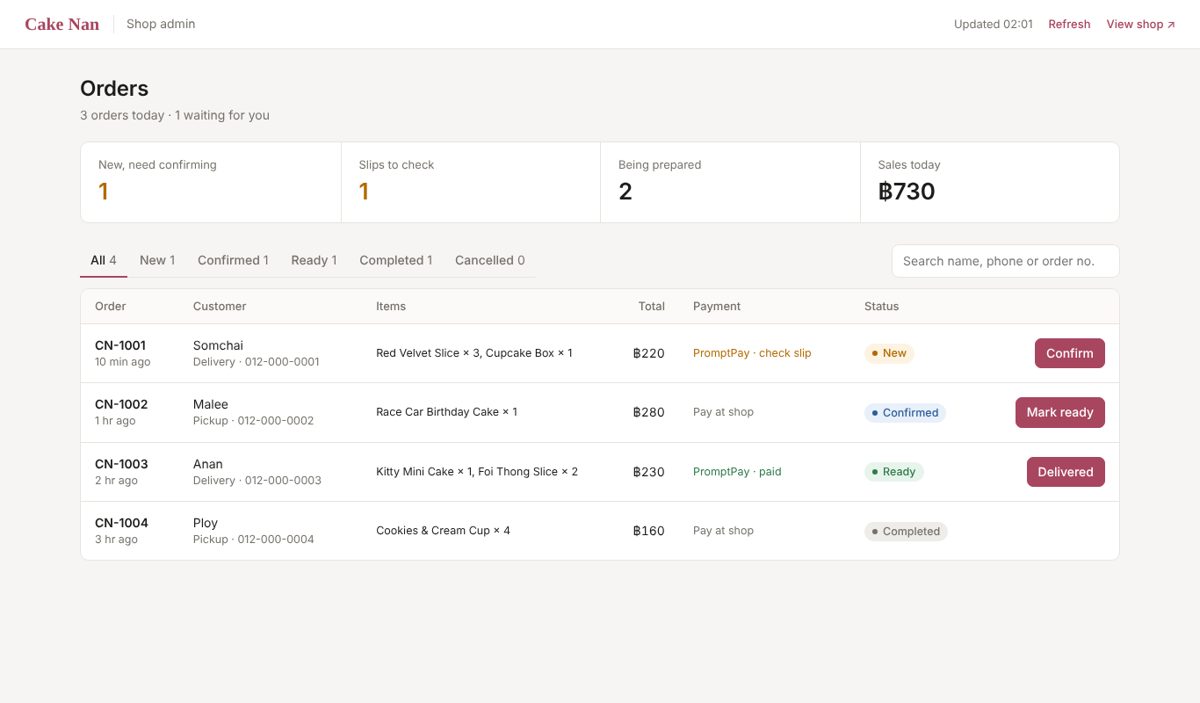 Cake Nan Shop admin Updated 02:01 Refresh View shop ↗
Orders
3 orders today · 1 waiting for you
New, need confirming Slips to check Being prepared Sales today
1 1 2 ฿730
All 4 New 1 Confirmed 1 Ready 1 Completed 1 Cancelled 0 Search name, phone or order no.
Order Customer Items Total Payment Status
CN-1001 Somchai Red Velvet Slice × 3, Cupcake Box × 1 ฿220 PromptPay · check slip New Confirm
10 min ago Delivery · 012-000-0001
CN-1002 Malee Race Car Birthday Cake × 1 ฿280 Pay at shop Confirmed Mark ready
1 hr ago Pickup · 012-000-0002
CN-1003 Anan Kitty Mini Cake × 1, Foi Thong Slice × 2 ฿230 PromptPay · paid Ready Delivered
2 hr ago Delivery · 012-000-0003
CN-1004 Ploy Cookies & Cream Cup × 4 ฿160 Pay at shop Completed
3 hr ago Pickup · 012-000-0004